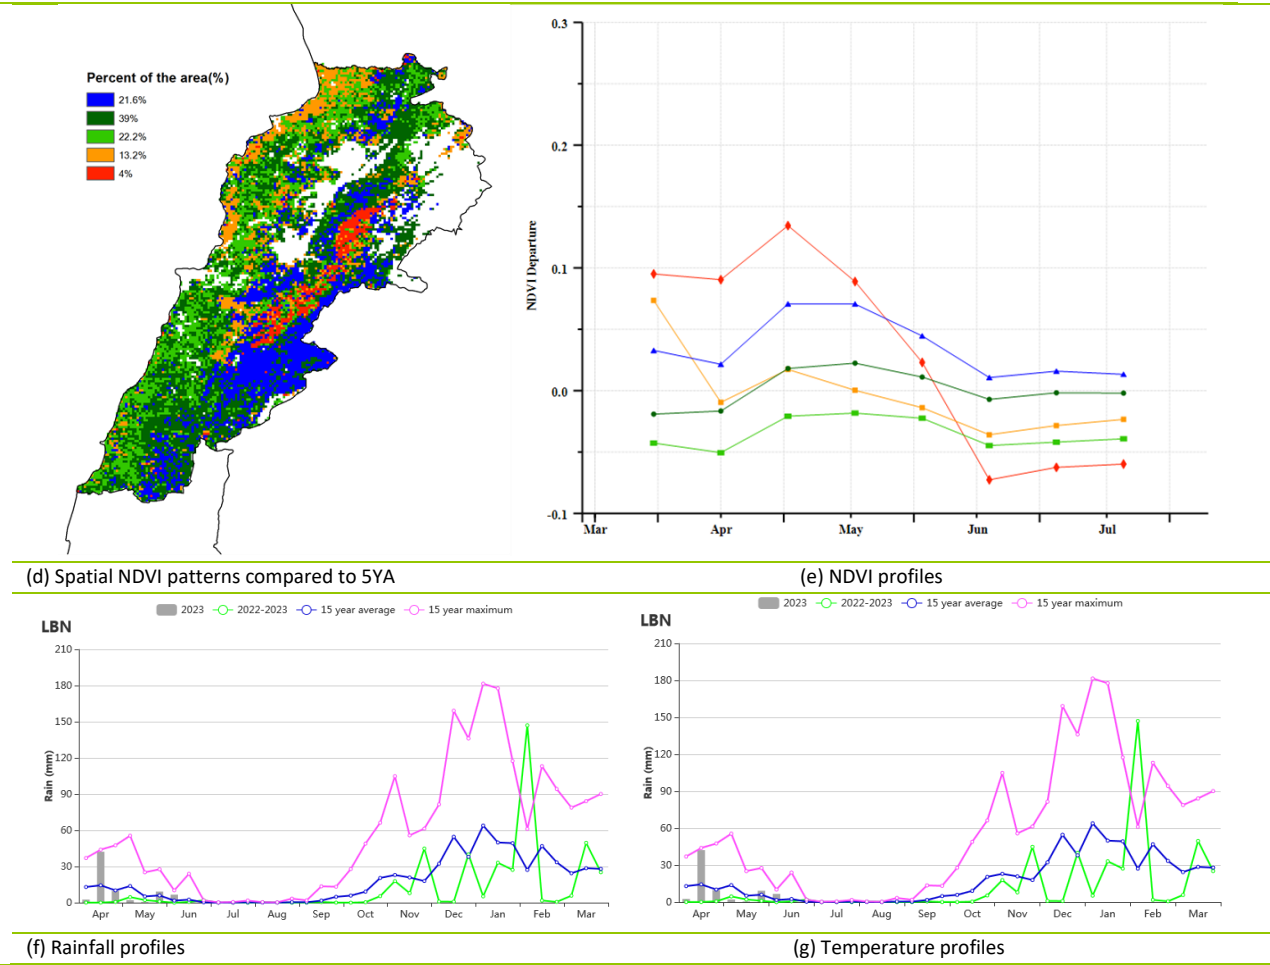 Percent of the area(%)
21.6%
39%
22.2%
13.2%
4%
0.3
0.2
0.1
0.0
-0.1
NDVI Departure
Mar Apr May Jun Jul
(d) Spatial NDVI patterns compared to 5YA
(e) NDVI profiles
2023 2022-2023 15 year average 15 year maximum
LBN
210
180
150
120
90
60
30
0
Rain (mm)
Apr May Jun Jul Aug Sep Oct Nov Dec Jan Feb Mar
2023 2022-2023 15 year average 15 year maximum
LBN
210
180
150
120
90
60
30
0
Rain (mm)
Apr May Jun Jul Aug Sep Oct Nov Dec Jan Feb Mar
(f) Rainfall profiles
(g) Temperature profiles